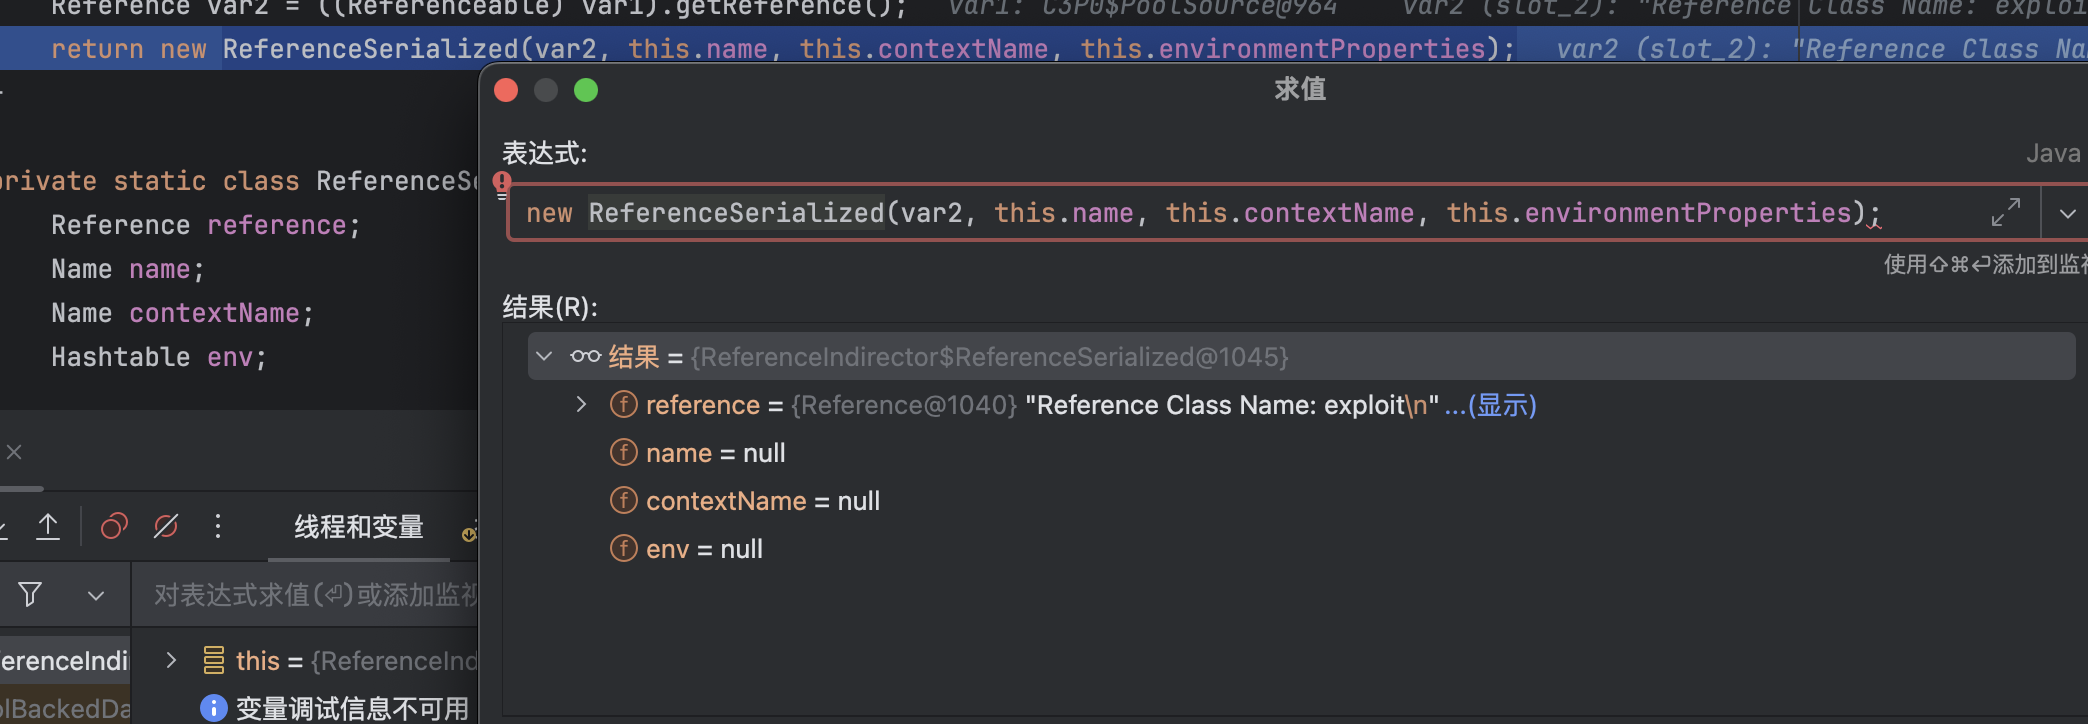 Reference var2 = ((Referenceable) var1).getReference();   var1: C3P0$PoolSource@964   var2 (slot_2): "Reference Class Name: exploi
return new ReferenceSerialized(var2, this.name, this.contextName, this.environmentProperties);   var2 (slot_2): "Reference Class Na
求值
表达式:
Java
private static class ReferenceSe
new ReferenceSerialized(var2, this.name, this.contextName, this.environmentProperties);
Reference reference;
使用⇧⌘⏎添加到监视
Name name;
结果(R):
Name contextName;
Hashtable env;
结果 = {ReferenceIndirector$ReferenceSerialized@1045}
reference = {Reference@1040} "Reference Class Name: exploit\n" ...(显示)
name = null
contextName = null
线程和变量
env = null
对表达式求值(⏎)或添加监视
erenceIndi
this = {ReferenceInd
olBackedDa
变量调试信息不可用